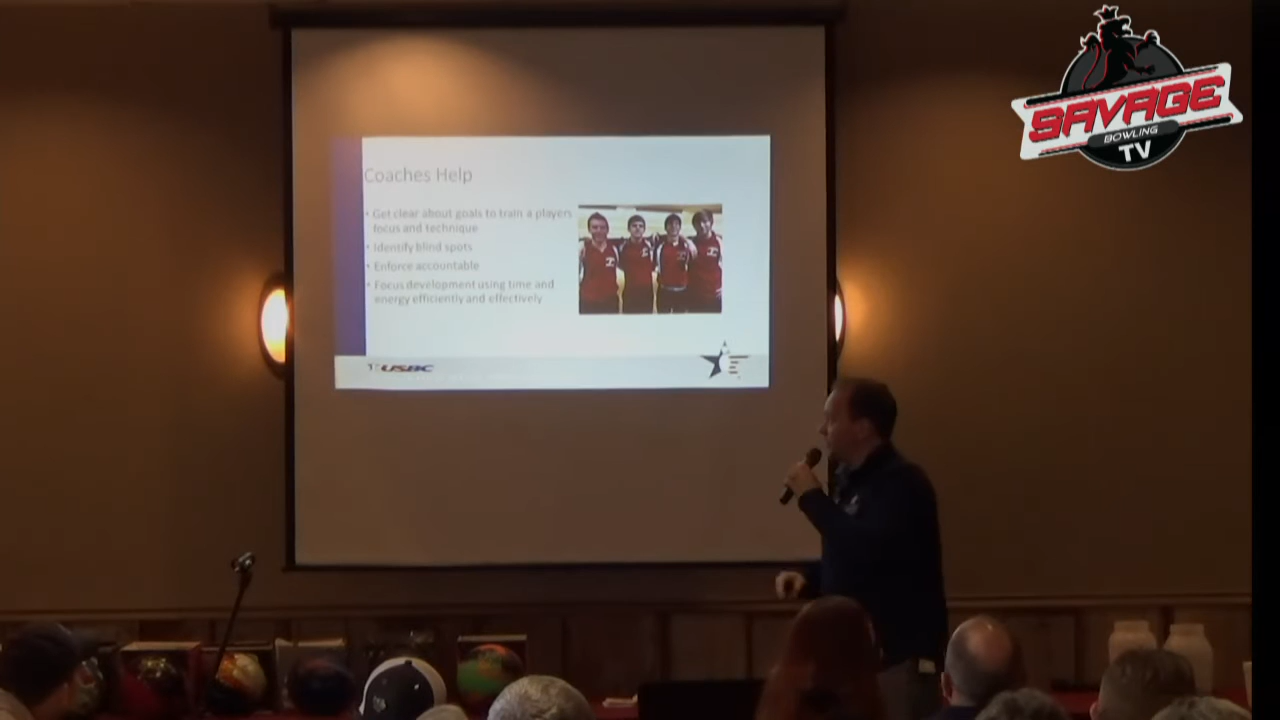 SAVAGE
BOWLING
TV
Coaches Help
• Get clear about goals to train a players
focus and technique
• Identify blind spots
• Enforce accountable
• Focus development using time and
energy efficiently and effectively
USBC